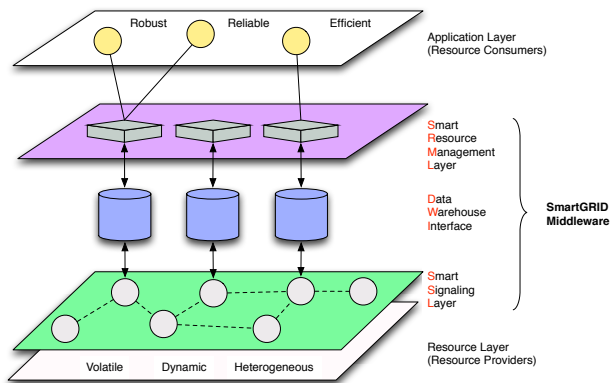 Robust Reliable Efficient
Application Layer
(Resource Consumers)
Smart
Resource
Management
Layer
Data
Warehouse
Interface
SmartGRID
Middleware
Smart
Signaling
Layer
Resource Layer
(Resource Providers)
Volatile Dynamic Heterogeneous